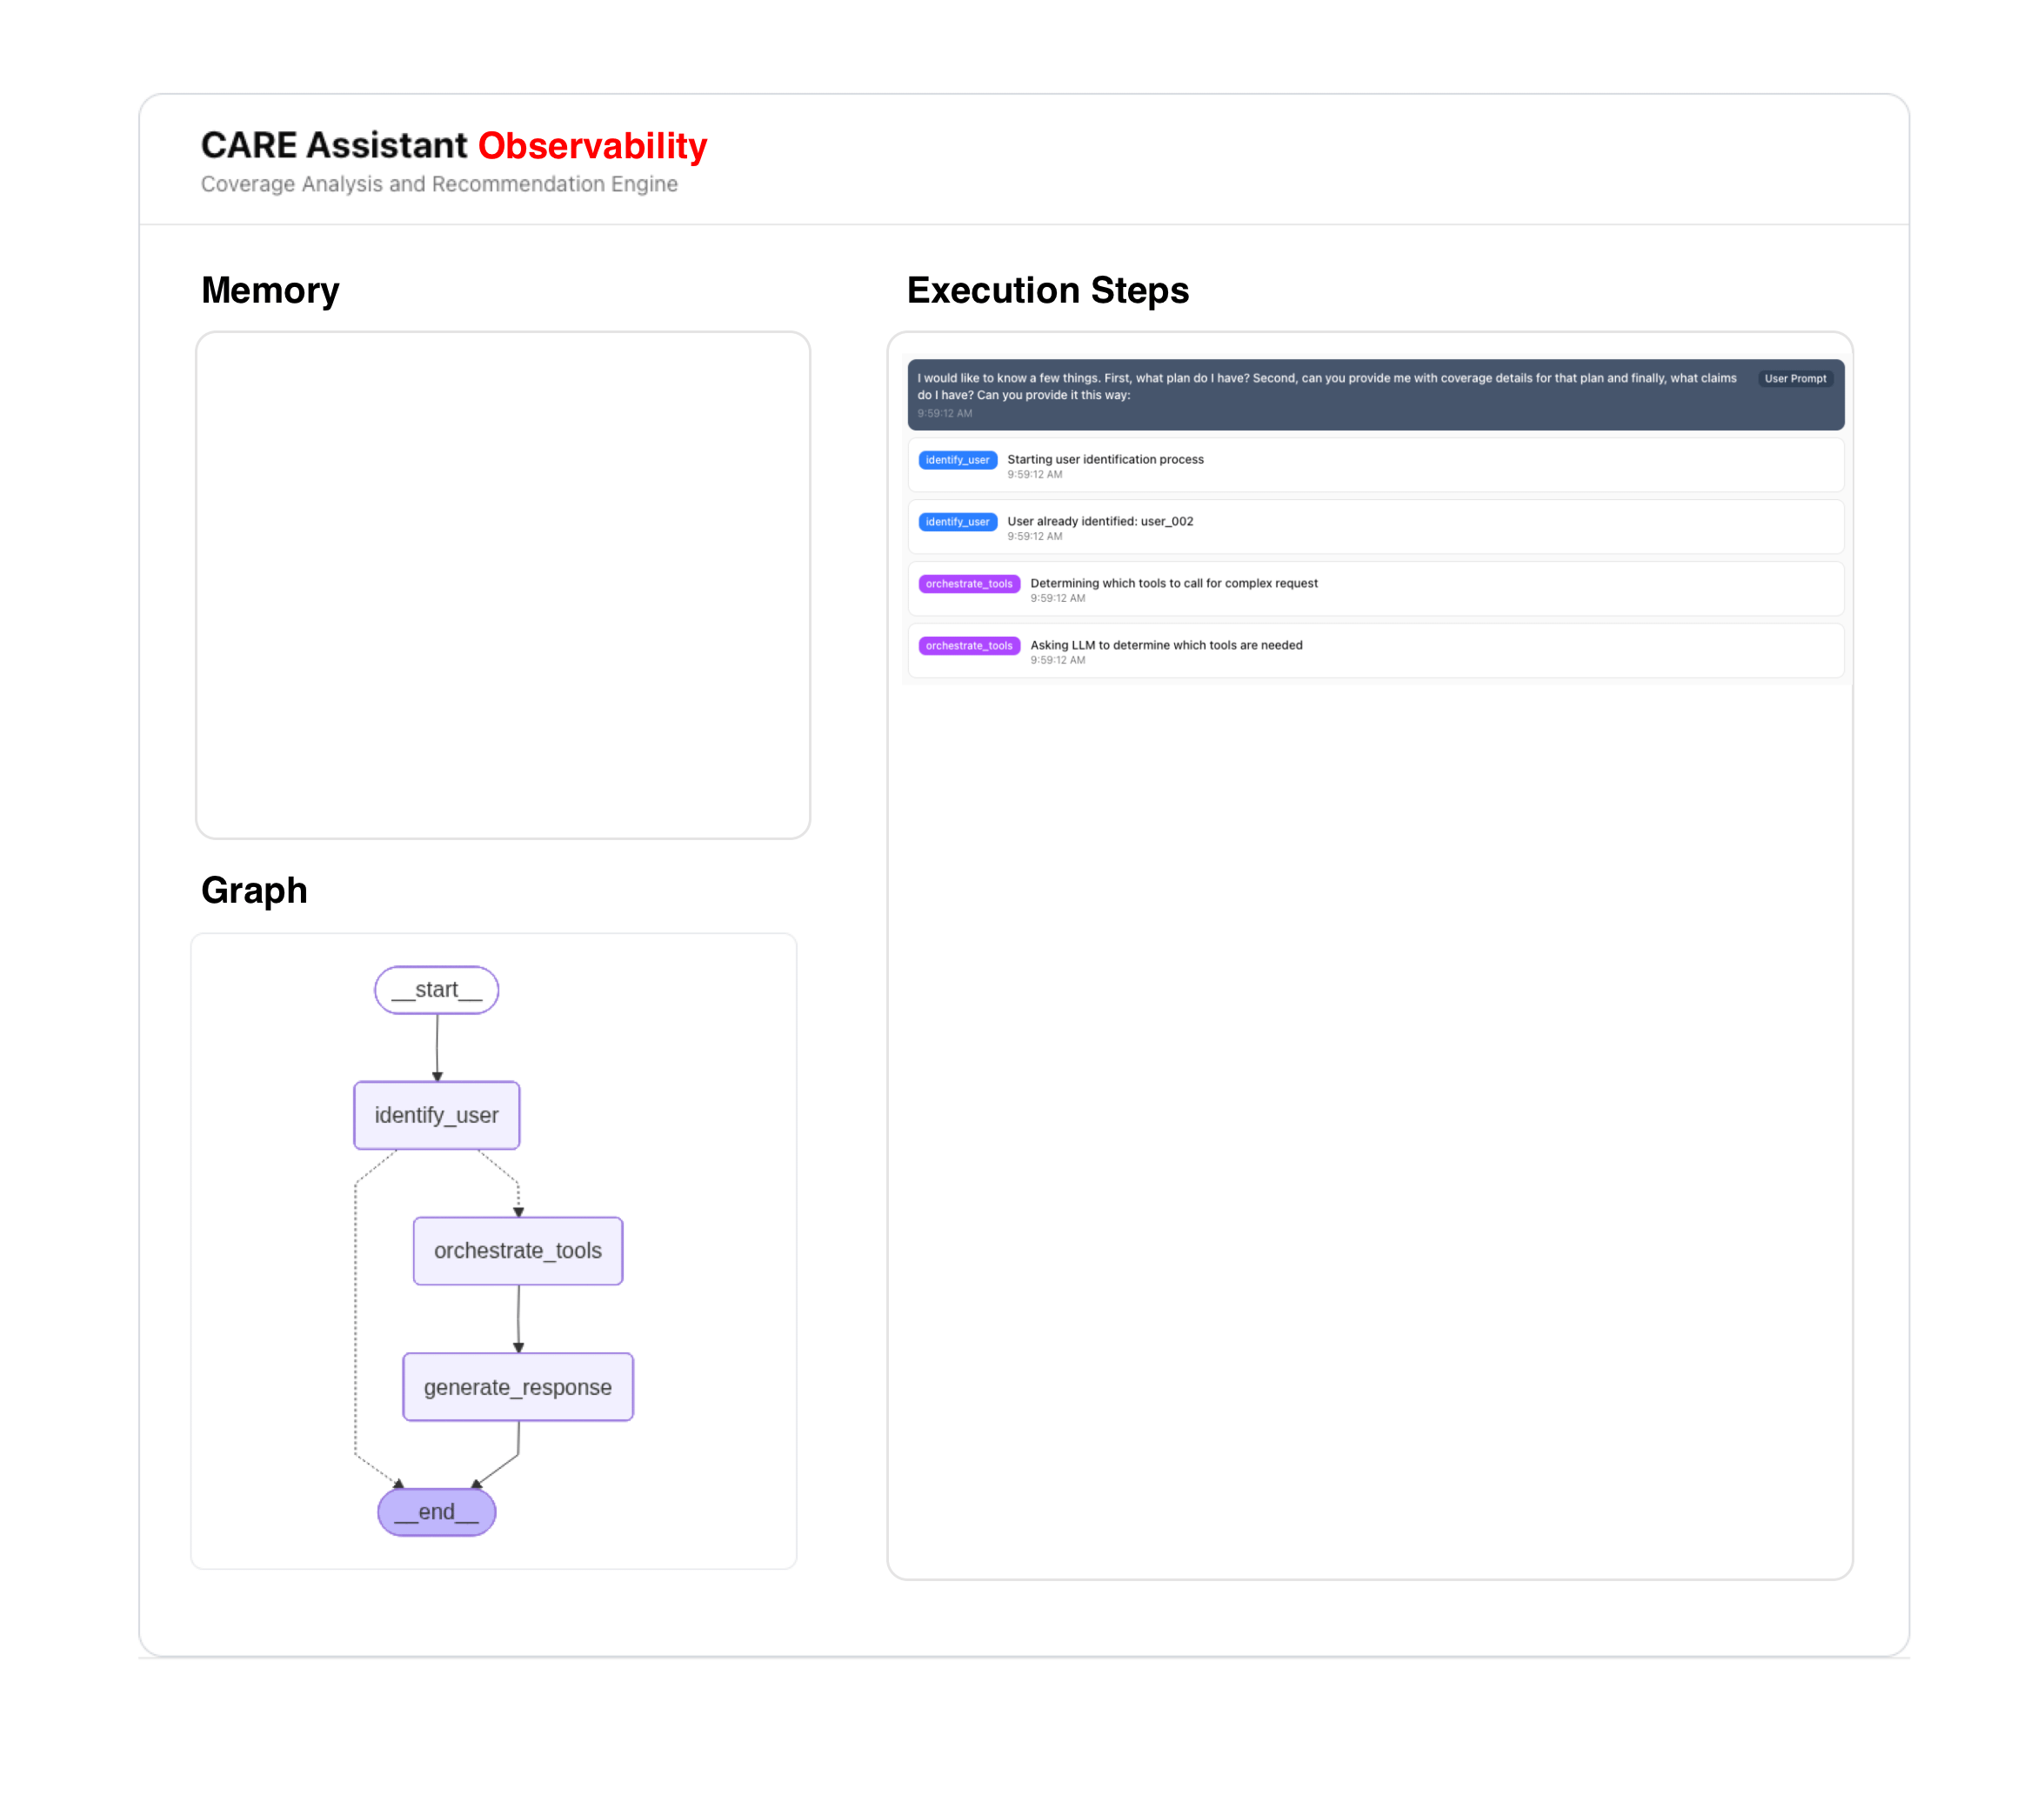 CARE Assistant Observability
Coverage Analysis and Recommendation Engine
Memory
Graph
__start__
identify_user
orchestrate_tools
generate_response
__end__
Execution Steps
I would like to know a few things. First, what plan do I have? Second, can you provide me with coverage details for that plan and finally, what claims
do I have? Can you provide it this way:
User Prompt
9:59:12 AM
identify_user Starting user identification process
9:59:12 AM
identify_user User already identified: user_002
9:59:12 AM
orchestrate_tools Determining which tools to call for complex request
9:59:12 AM
orchestrate_tools Asking LLM to determine which tools are needed
9:59:12 AM